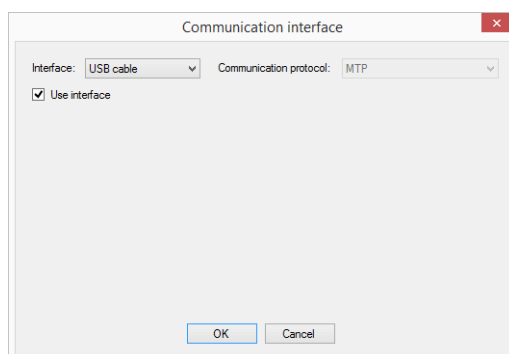 Communication interface
Interface: USB cable Communication protocol: MTP
Use interface
OK Cancel